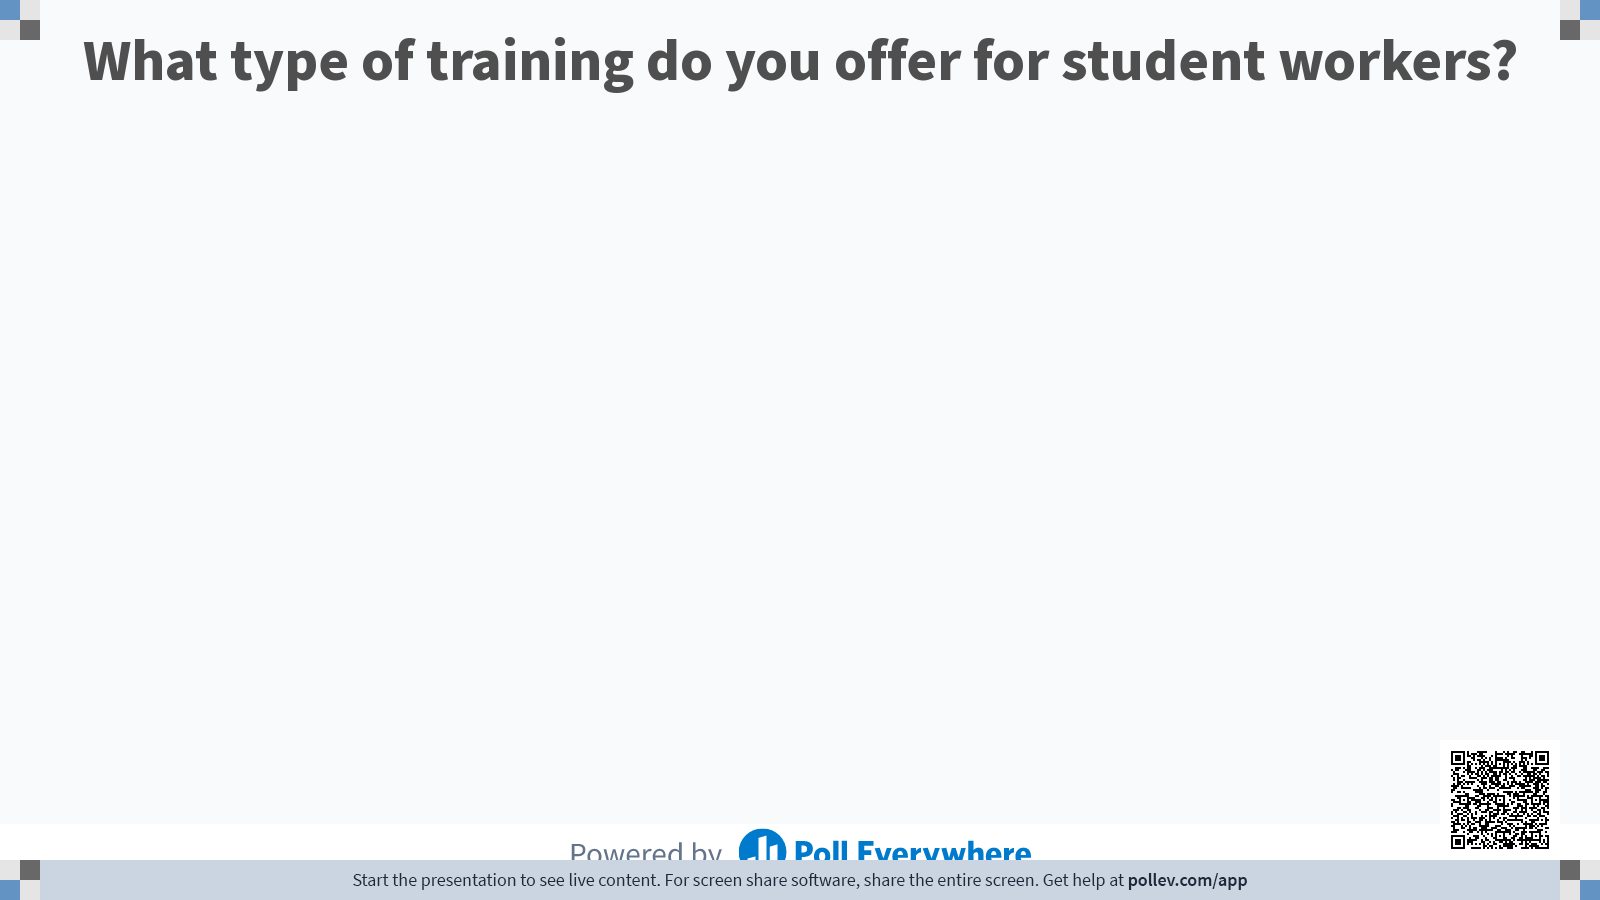 What type of training do you offer for student workers?
Powered by Poll Everywhere
Start the presentation to see live content. For screen share software, share the entire screen. Get help at pollev.com/app